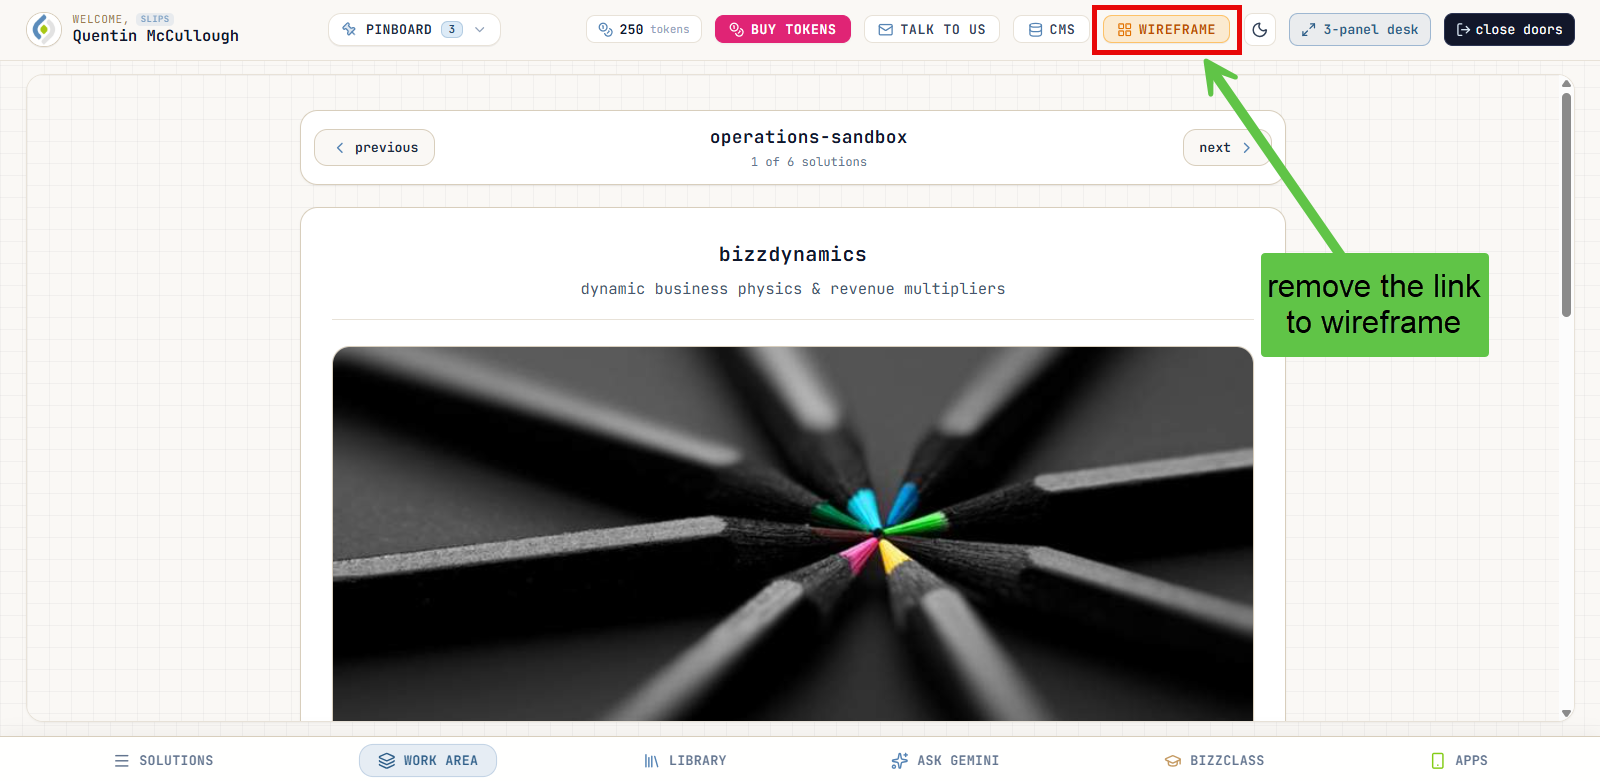 WELCOME, SLIPS
Quentin McCullough
PINBOARD 3
250 tokens
BUY TOKENS
TALK TO US
CMS
WIREFRAME
3-panel desk
close doors
previous
operations-sandbox
1 of 6 solutions
next
remove the link
to wireframe
bizzdynamics
dynamic business physics & revenue multipliers
SOLUTIONS
WORK AREA
LIBRARY
ASK GEMINI
BIZZCLASS
APPS